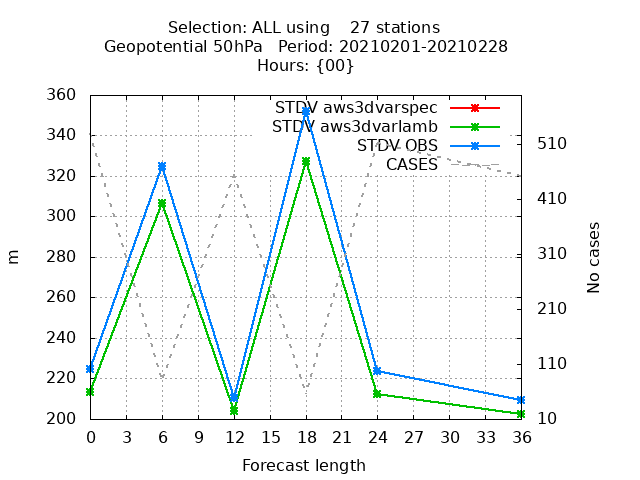 Selection: ALL using    27 stations
Geopotential 50hPa   Period: 20210201-20210228
Hours: {00}
STDV aws3dvarspec
STDV aws3dvarlamb
STDV OBS
CASES
360
340
320
300
280
260
240
220
200
m
510
410
310
210
110
10
No cases
0 3 6 9 12 15 18 21 24 27 30 33 36
Forecast length